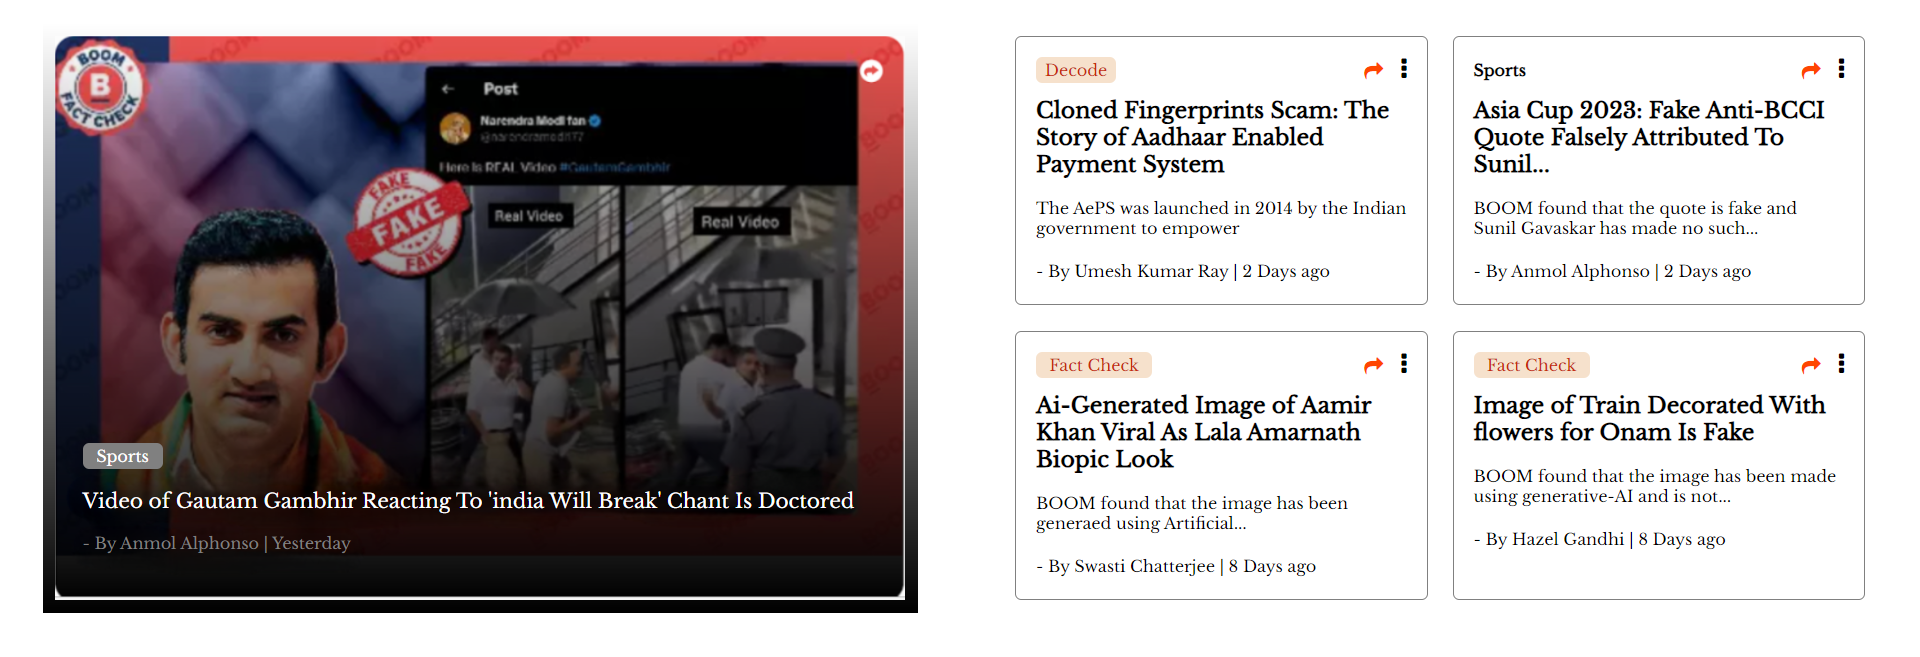 BOOM
B
FACT CHECK
Post
Narendra Modi fan
Here is REAL Video #GautamGambhir
FAKE
FAKE
FAKE
Real Video
Real Video
Sports
Video of Gautam Gambhir Reacting To 'india Will Break' Chant Is Doctored
- By Anmol Alphonso | Yesterday
Decode
Cloned Fingerprints Scam: The
Story of Aadhaar Enabled
Payment System
The AePS was launched in 2014 by the Indian
government to empower
- By Umesh Kumar Ray | 2 Days ago
Sports
Asia Cup 2023: Fake Anti-BCCI
Quote Falsely Attributed To
Sunil...
BOOM found that the quote is fake and
Sunil Gavaskar has made no such...
- By Anmol Alphonso | 2 Days ago
Fact Check
Ai-Generated Image of Aamir
Khan Viral As Lala Amarnath
Biopic Look
BOOM found that the image has been
generaed using Artificial...
- By Swasti Chatterjee | 8 Days ago
Fact Check
Image of Train Decorated With
flowers for Onam Is Fake
BOOM found that the image has been made
using generative-AI and is not...
- By Hazel Gandhi | 8 Days ago